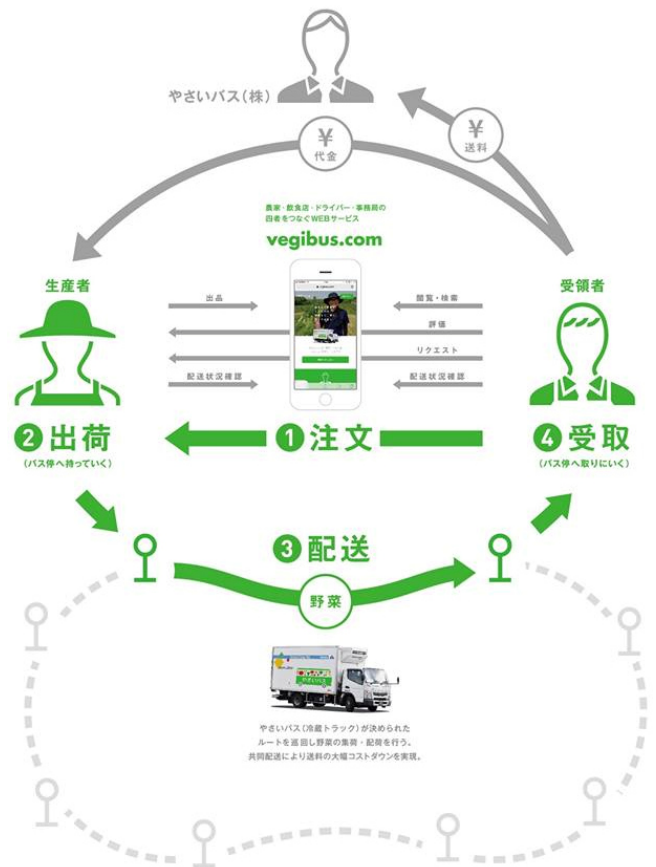 やさいバス(株)
¥
代金
¥
送料
農家・飲食店・ドライバー・事務局の
四者をつなぐWEBサービス
vegibus.com
生産者
受領者
出品
閲覧・検索
評価
リクエスト
配送状況確認
配送状況確認
❷出荷
(バス停へ持っていく)
❶注文
❹受取
(バス停へ取りにいく)
❸配送
野菜
やさいバス
やさいバス(冷蔵トラック)が決められた
ルートを巡回し野菜の集荷・配荷を行う。
共同配送により送料の大幅コストダウンを実現。